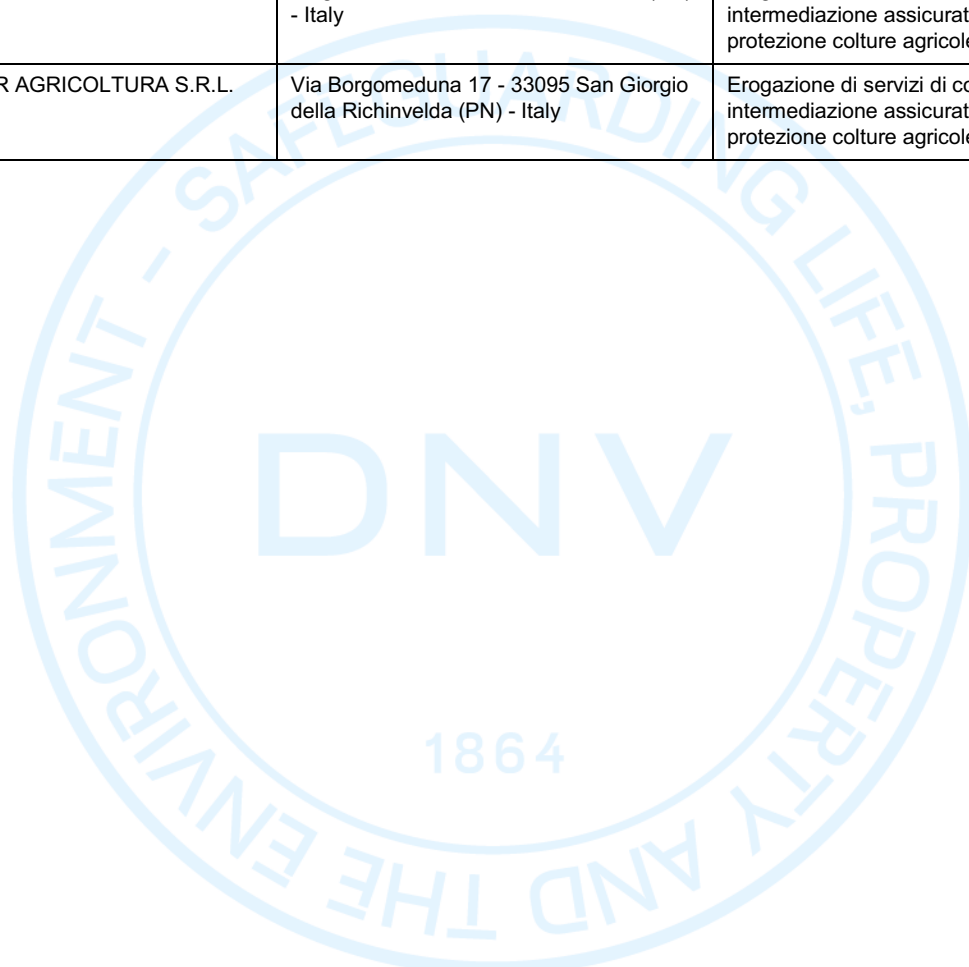 - Italy
intermediazione assicurat
protezione colture agricole
R AGRICOLTURA S.R.L.
Via Borgomeduna 17 - 33095 San Giorgio
della Richinvelda (PN) - Italy
Erogazione di servizi di co
intermediazione assicurat
protezione colture agricole
SAFEGUARDING LIFE, PROPERTY AND THE ENVIRONMENT -
DNV
1864